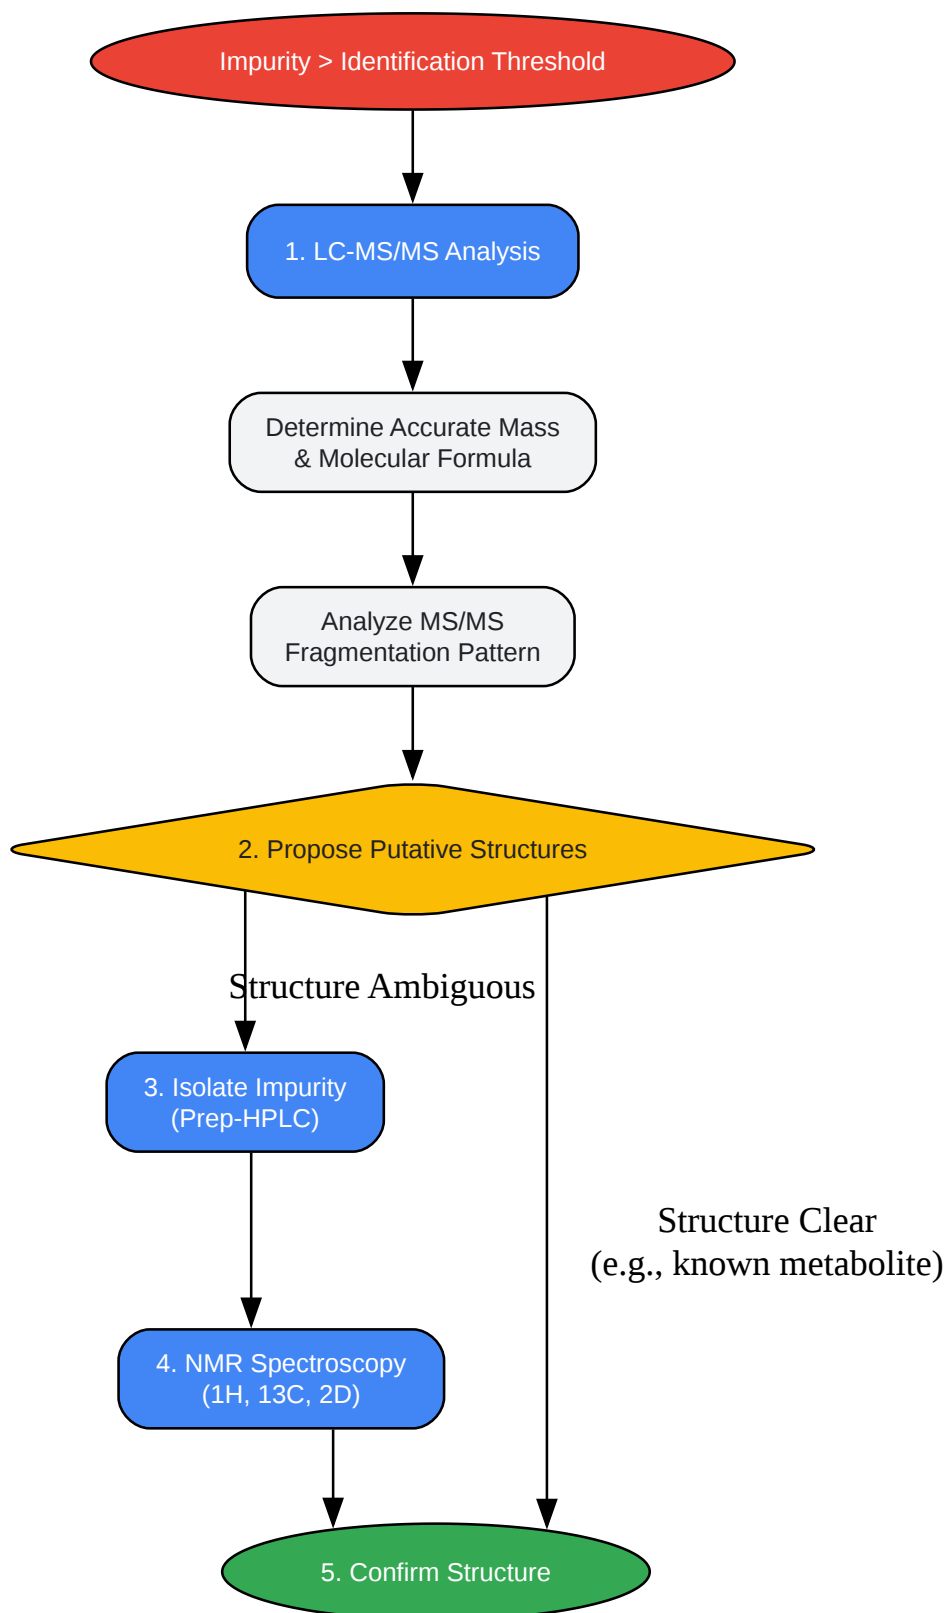 Impurity > Identification Threshold
1. LC-MS/MS Analysis
Determine Accurate Mass
& Molecular Formula
Analyze MS/MS
Fragmentation Pattern
2. Propose Putative Structures
Structure Ambiguous
3. Isolate Impurity
(Prep-HPLC)
Structure Clear
(e.g., known metabolite)
4. NMR Spectroscopy
(1H, 13C, 2D)
5. Confirm Structure